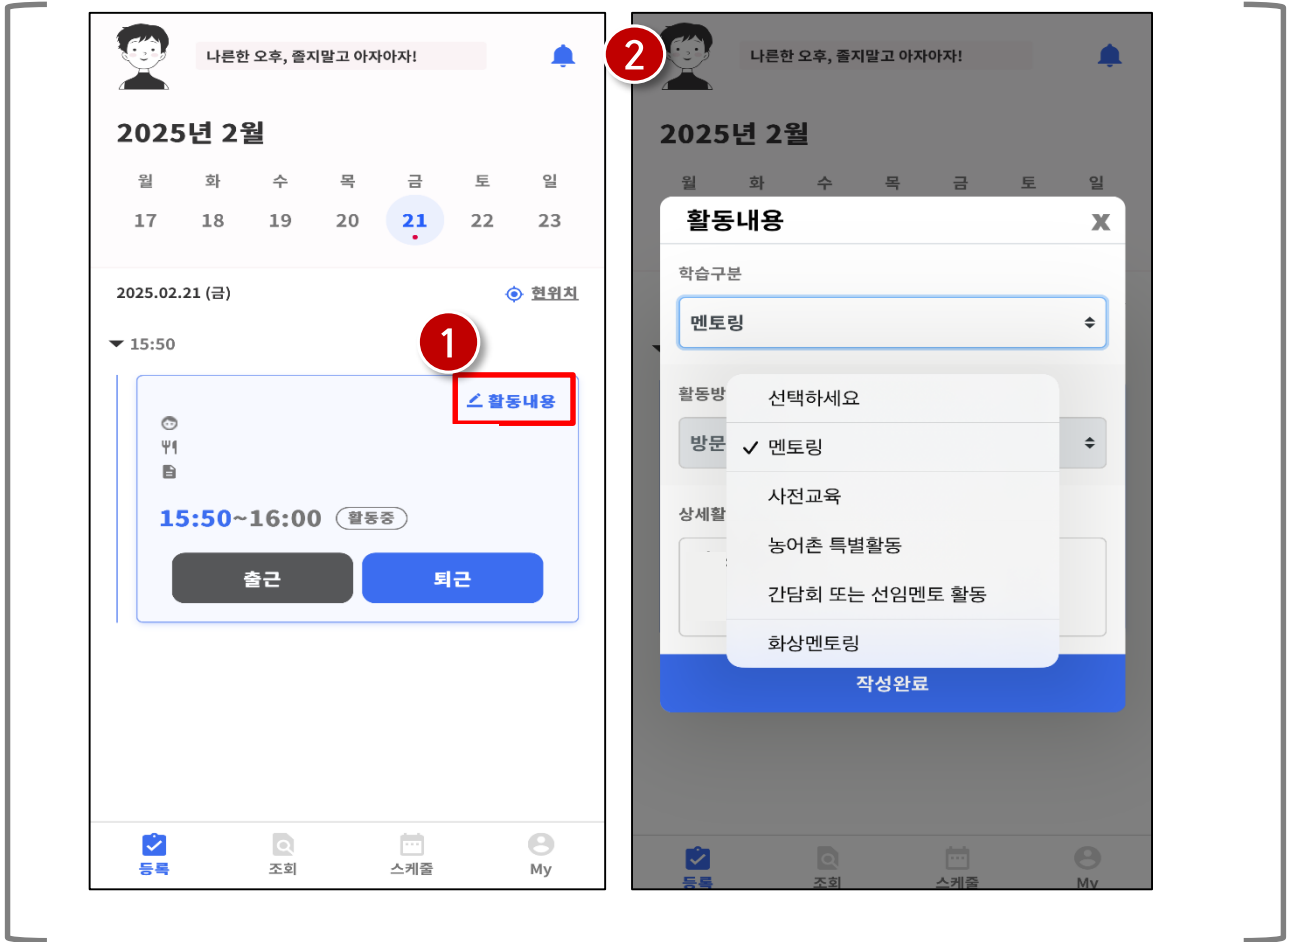 나른한 오후, 졸지말고 아자아자!
2025년 2월
월 화 수 목 금 토 일
17 18 19 20 21 22 23
2025.02.21 (금)
현위치
15:50
1
활동내용
15:50~16:00 활동중
출근 퇴근
등록 조회 스케줄 My
2
나른한 오후, 졸지말고 아자아자!
2025년 2월
월 화 수 목 금 토 일
활동내용 X
학습구분
멘토링
활동방
방문
상세활
선택하세요
✓ 멘토링
사전교육
농어촌 특별활동
간담회 또는 선임멘토 활동
화상멘토링
작성완료
등록 조회 스케줄 My